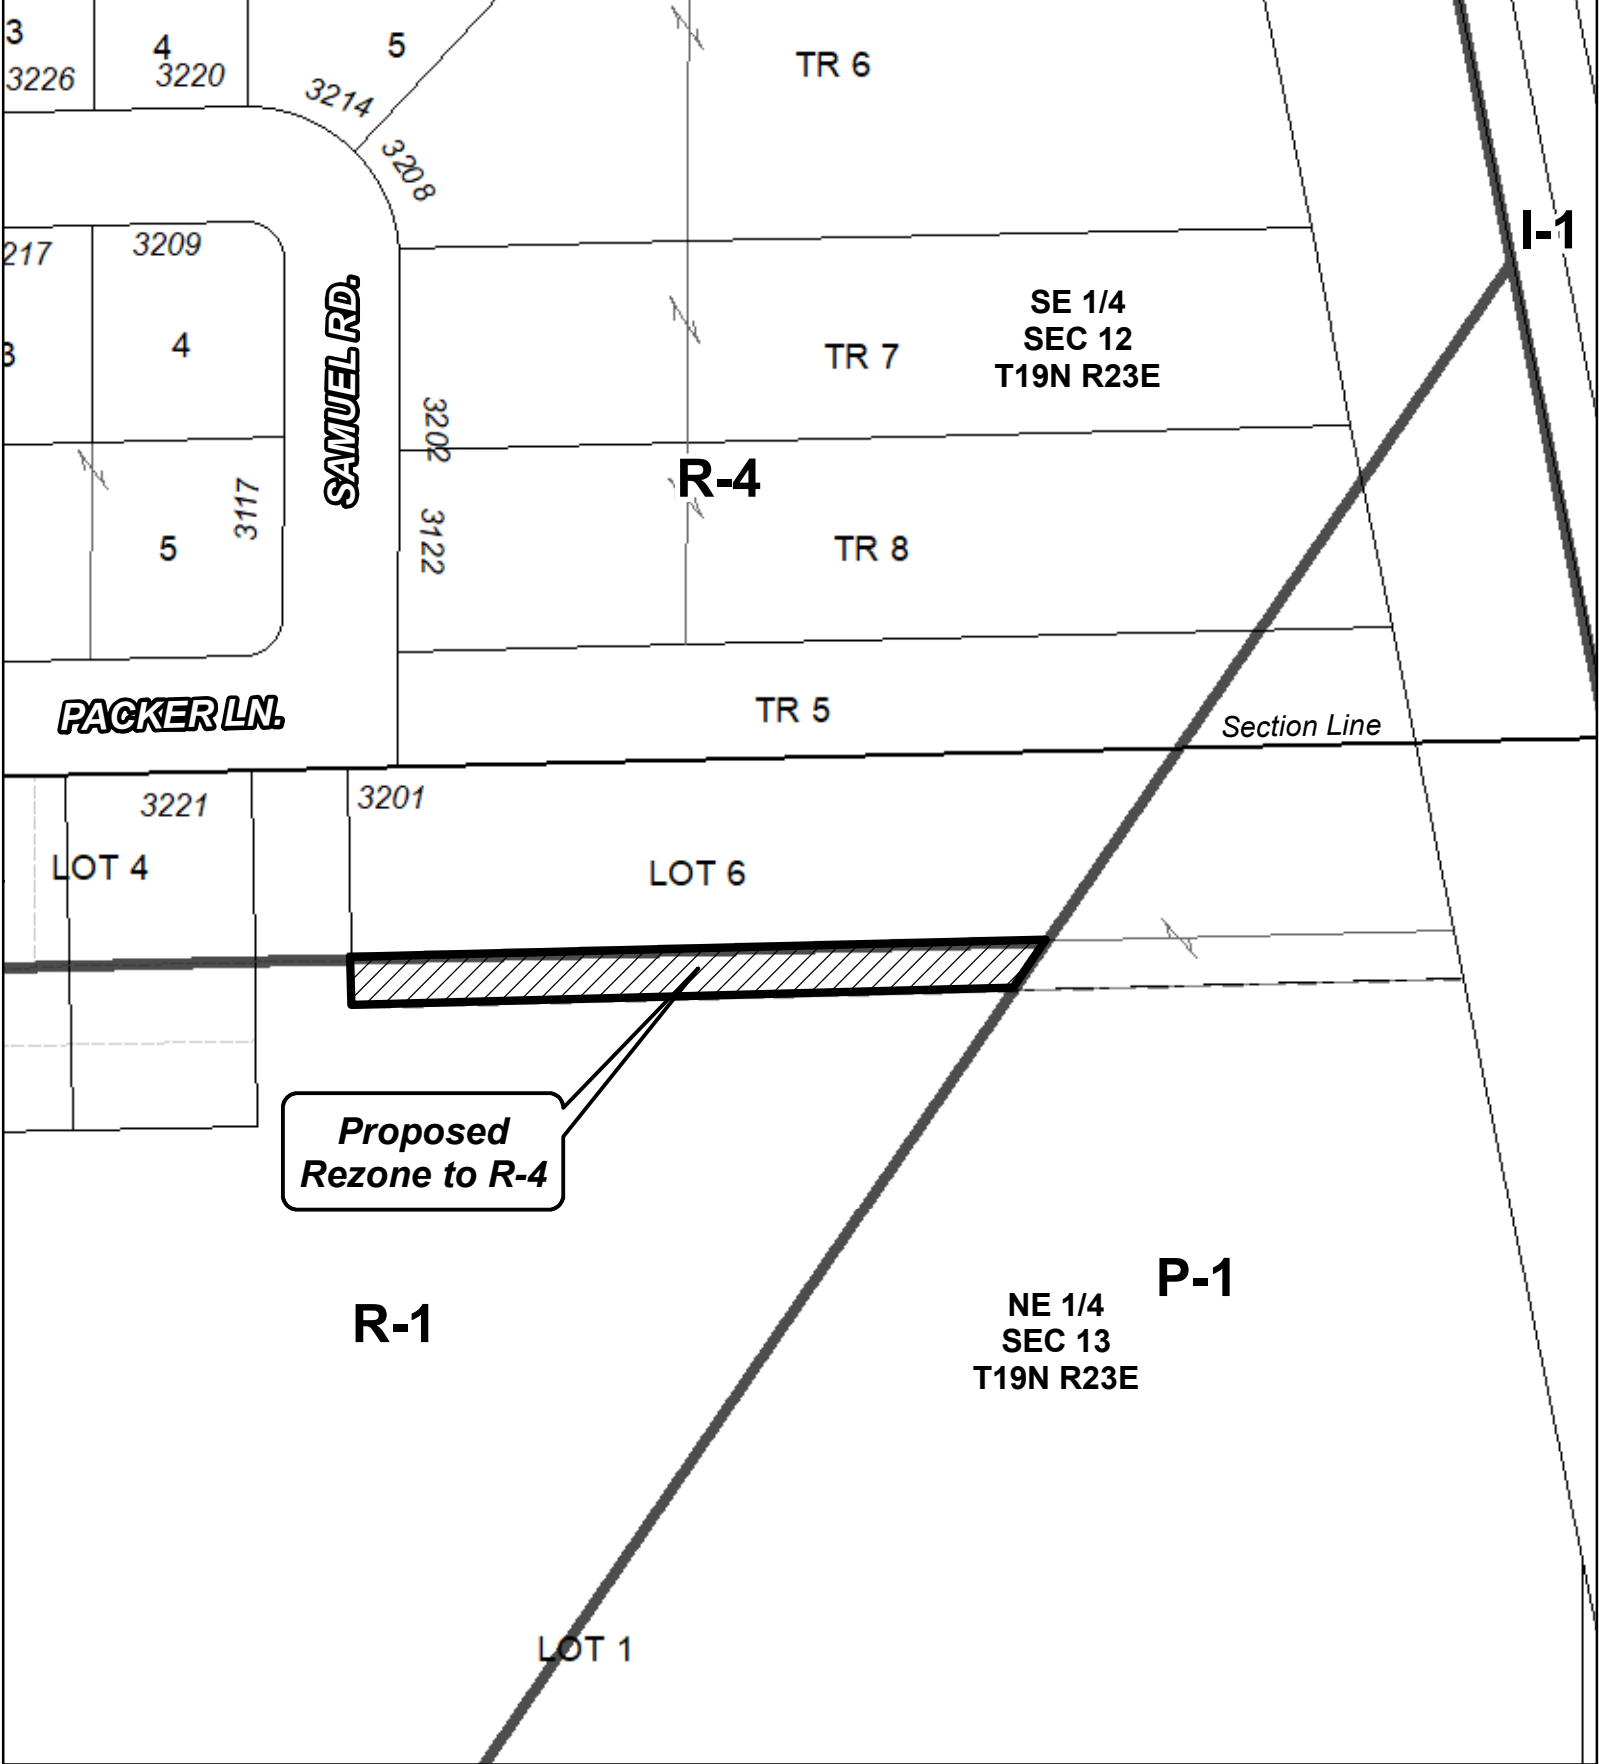 3
4
5
TR 6
3226
3220
3214
3208
I-1
217
3209
SAMUEL RD.
SE 1/4
SEC 12
T19N R23E
3
4
TR 7
3202
R-4
3117
3122
5
TR 8
PACKER LN.
TR 5
Section Line
3221
3201
LOT 4
LOT 6
Proposed
Rezone to R-4
P-1
R-1
NE 1/4
SEC 13
T19N R23E
LOT 1